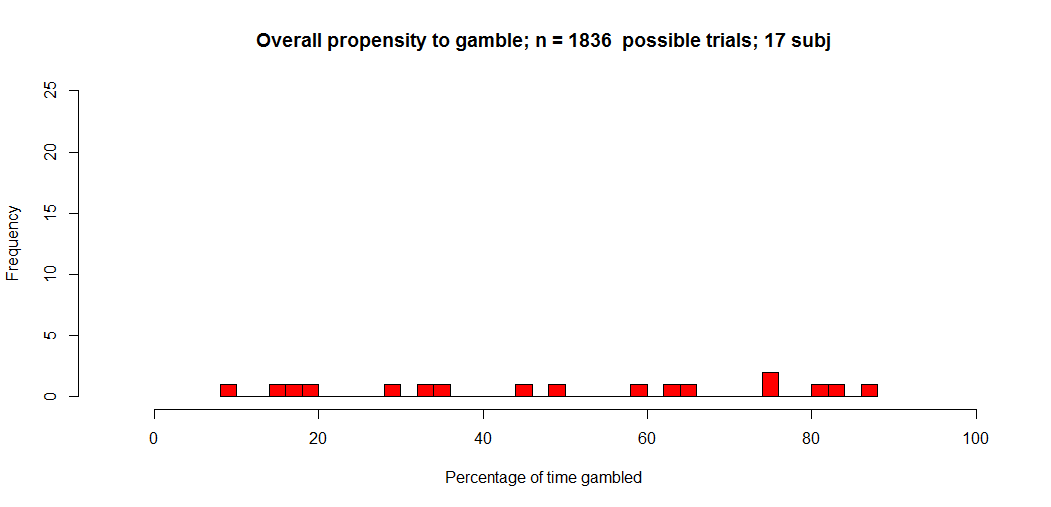 Overall propensity to gamble; n = 1836  possible trials; 17 subj
25
20
15
10
5
0
Frequency
0 20 40 60 80 100
Percentage of time gambled